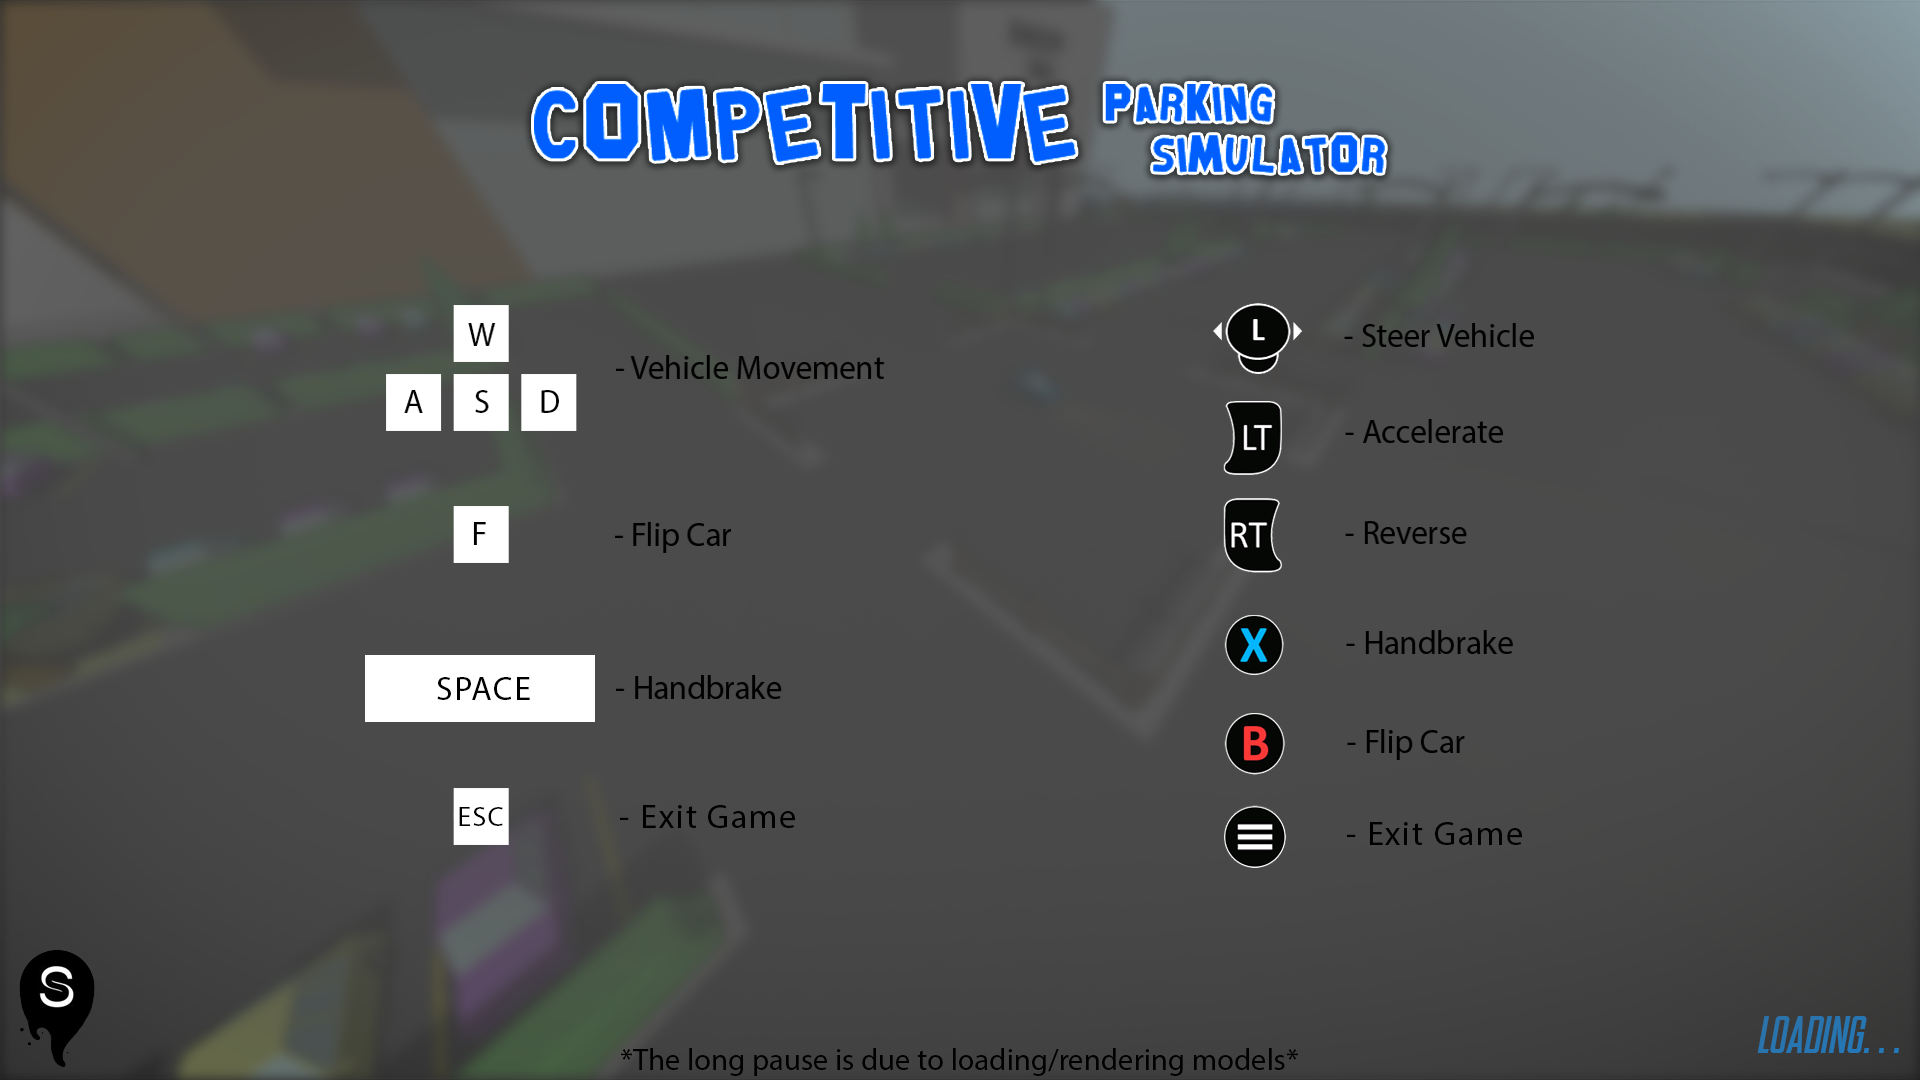 COMPETITIVE PARKING
SIMULATOR
W
A S D
- Vehicle Movement
F
- Flip Car
SPACE
- Handbrake
ESC
- Exit Game
L
- Steer Vehicle
LT
- Accelerate
RT
- Reverse
X
- Handbrake
B
- Flip Car
- Exit Game
S
LOADING...
*The long pause is due to loading/rendering models*